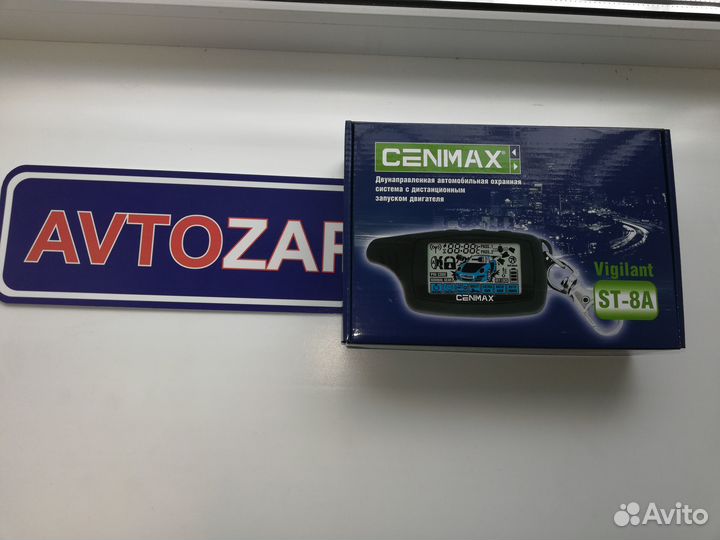 AVTOZAP
CENMAX®
Двунаправленная автомобильная охранная
система с дистанционным
запуском двигателя
CENMAX
Vigilant
ST-8A
Avito